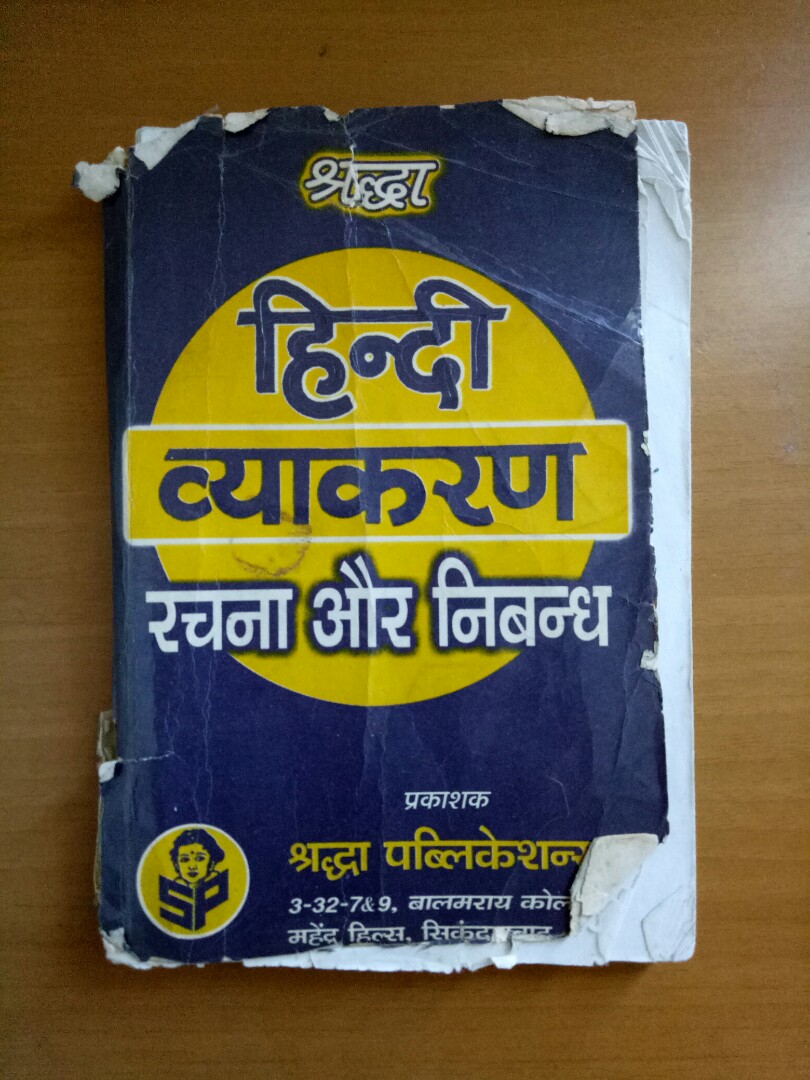 श्रद्धा
हिन्दी
व्याकरण
रचना और निबन्ध
प्रकाशक
श्रद्धा पब्लिकेशन्स
SP
3-32-7&9, बालमराय
महेंद्र हिल्स,